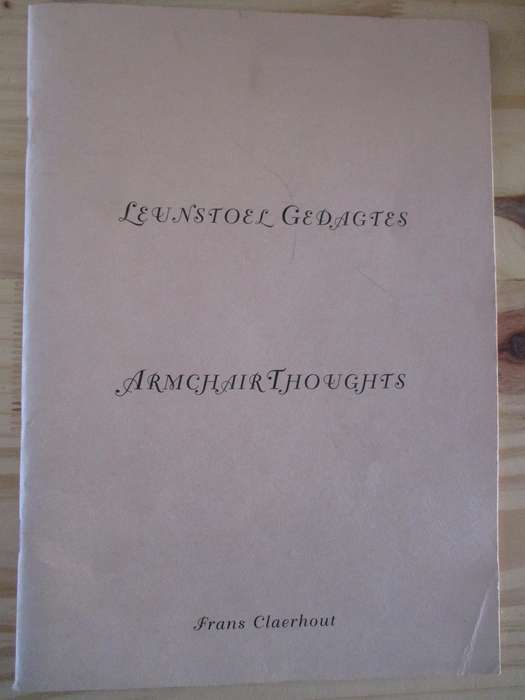 LEUNSTOEL GEDAGTES
ARMCHAIR THOUGHTS
Frans Claerhout